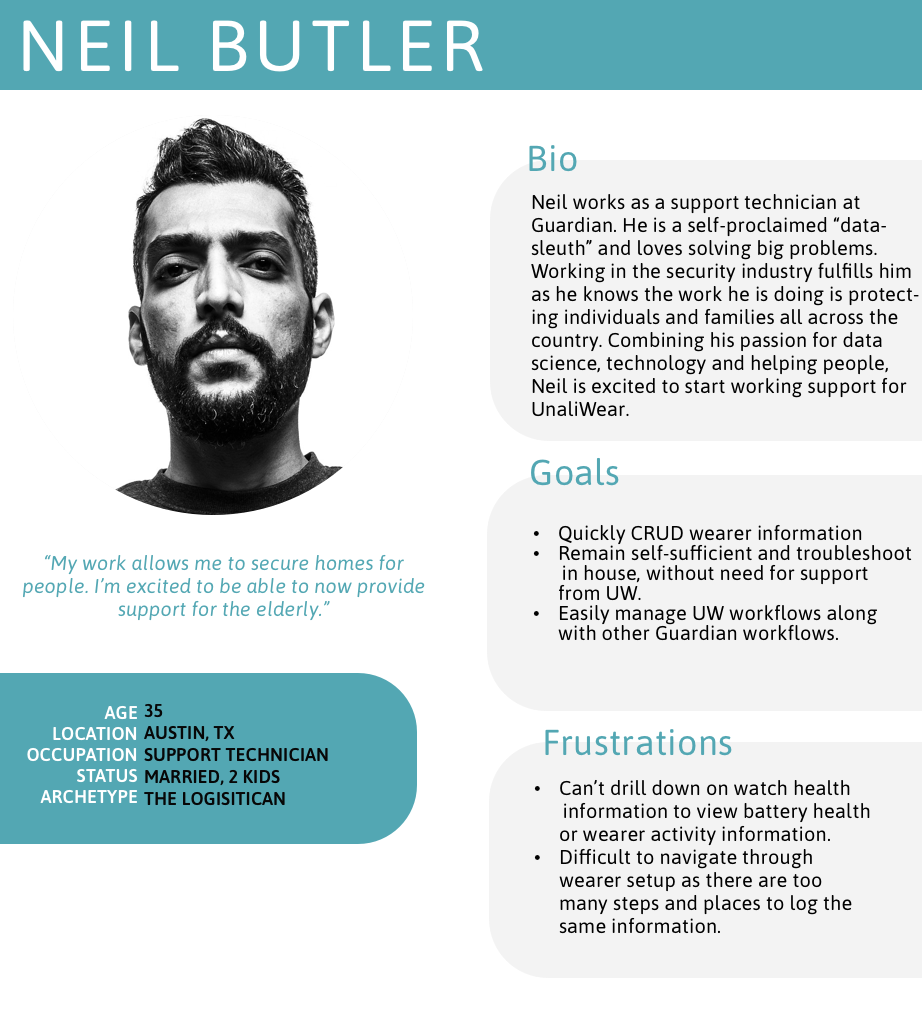 NEIL BUTLER
“My work allows me to secure homes for
people. I’m excited to be able to now provide
support for the elderly.”
AGE 35
LOCATION AUSTIN, TX
OCCUPATION SUPPORT TECHNICIAN
STATUS MARRIED, 2 KIDS
ARCHETYPE THE LOGISITICAN
Bio
Neil works as a support technician at
Guardian. He is a self-proclaimed “data-
sleuth” and loves solving big problems.
Working in the security industry fulfills him
as he knows the work he is doing is protect-
ing individuals and families all across the
country. Combining his passion for data
science, technology and helping people,
Neil is excited to start working support for
UnaliWear.
Goals
• Quickly CRUD wearer information
• Remain self-sufficient and troubleshoot
in house, without need for support
from UW.
• Easily manage UW workflows along
with other Guardian workflows.
Frustrations
• Can’t drill down on watch health
information to view battery health
or wearer activity information.
• Difficult to navigate through
wearer setup as there are too
many steps and places to log the
same information.